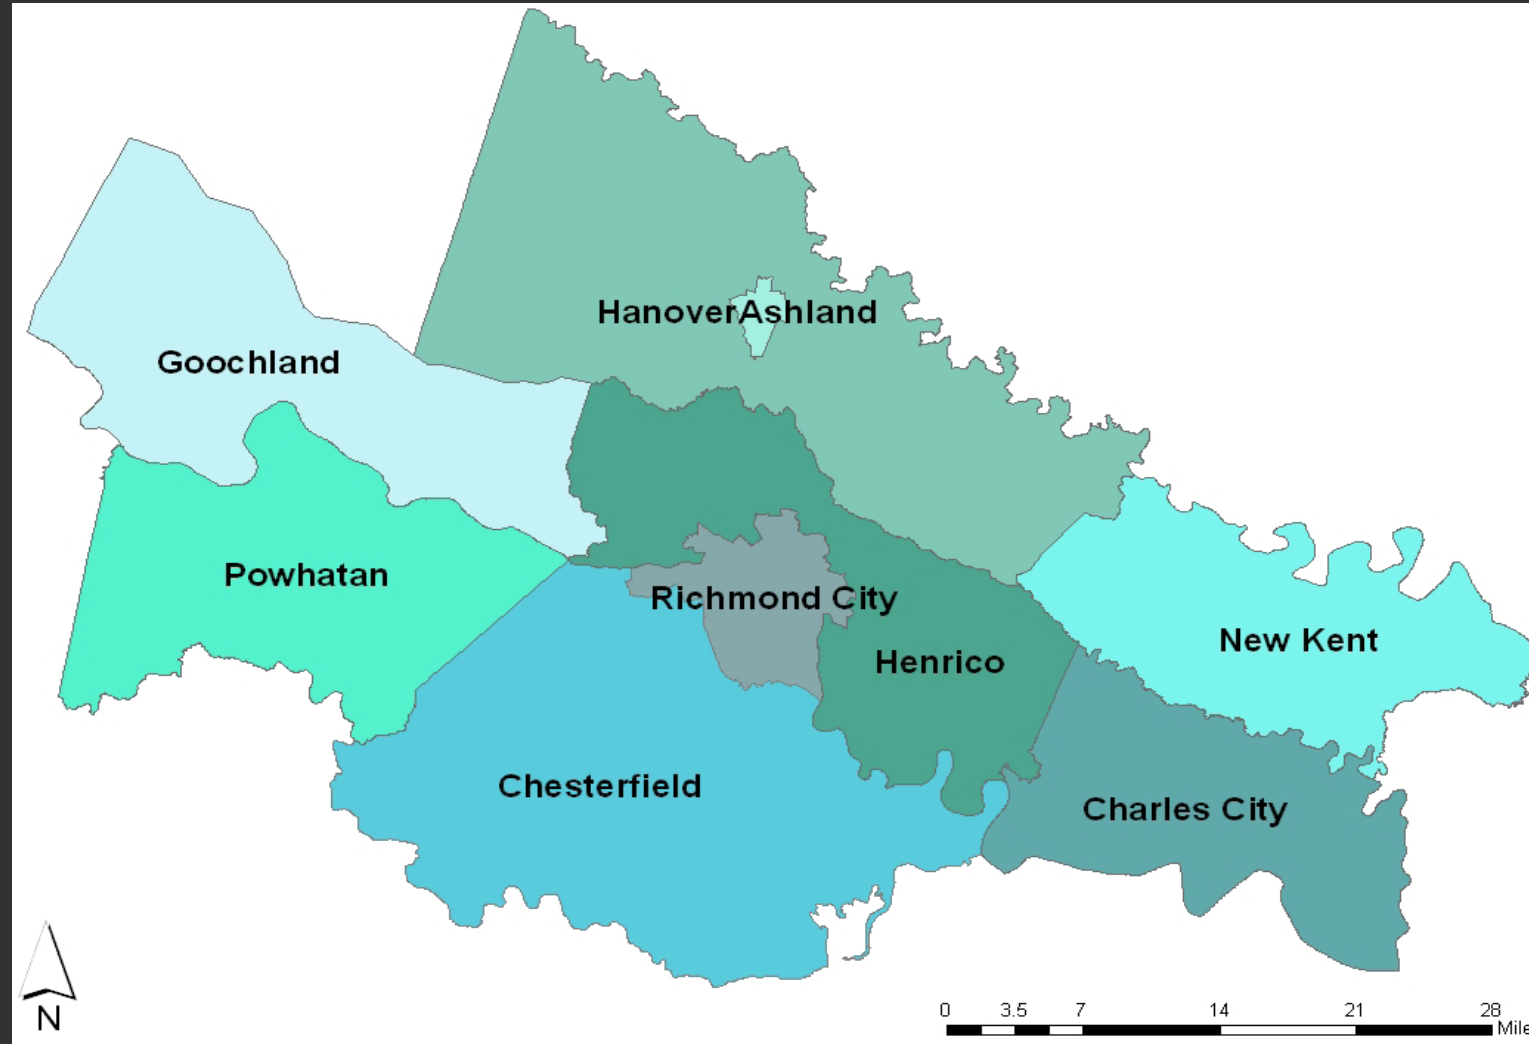 HanoverAshland
Goochland
Powhatan
Richmond City
New Kent
Henrico
Chesterfield
Charles City
N
0 3.5 7 14 21 28
Mile